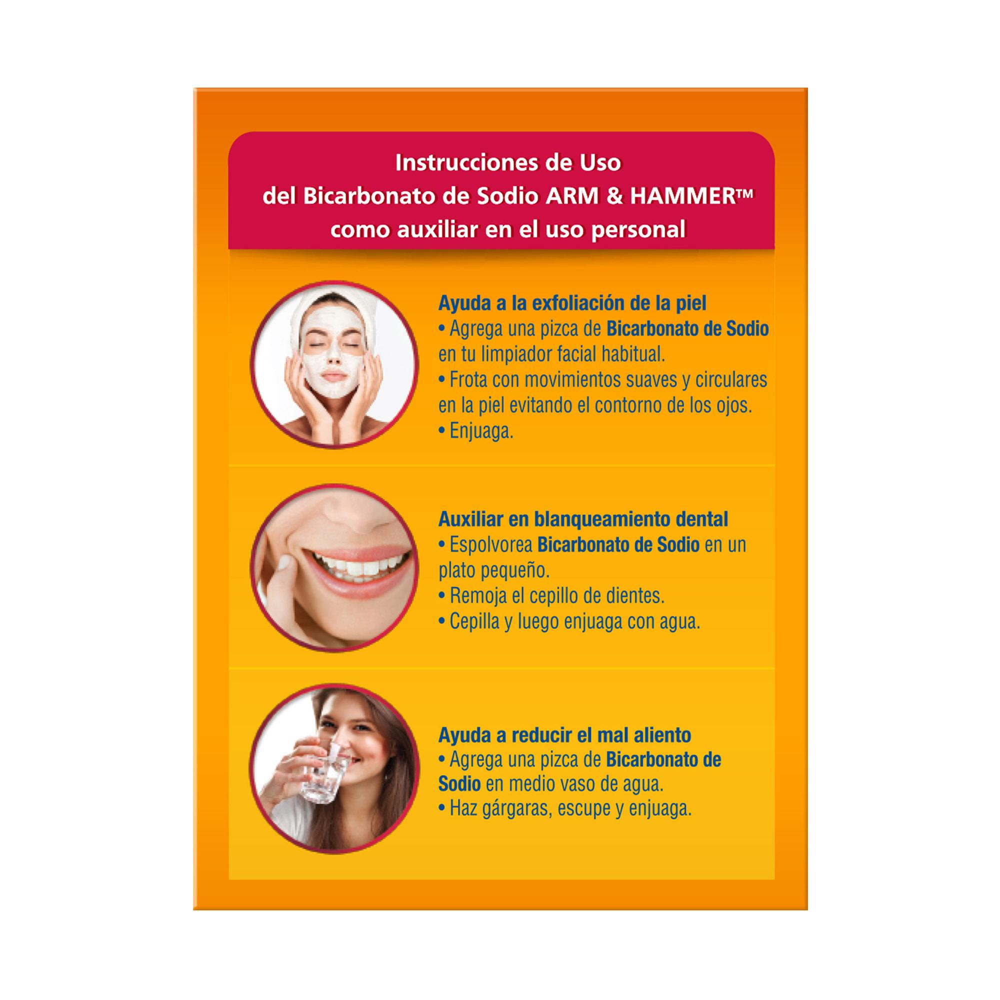 Instrucciones de Uso
del Bicarbonato de Sodio ARM & HAMMER™
como auxiliar en el uso personal
Ayuda a la exfoliación de la piel
• Agrega una pizca de Bicarbonato de Sodio
en tu limpiador facial habitual.
• Frota con movimientos suaves y circulares
en la piel evitando el contorno de los ojos.
• Enjuaga.
Auxiliar en blanqueamiento dental
• Espolvorea Bicarbonato de Sodio en un
plato pequeño.
• Remoja el cepillo de dientes.
• Cepilla y luego enjuaga con agua.
Ayuda a reducir el mal aliento
• Agrega una pizca de Bicarbonato de
Sodio en medio vaso de agua.
• Haz gárgaras, escupe y enjuaga.